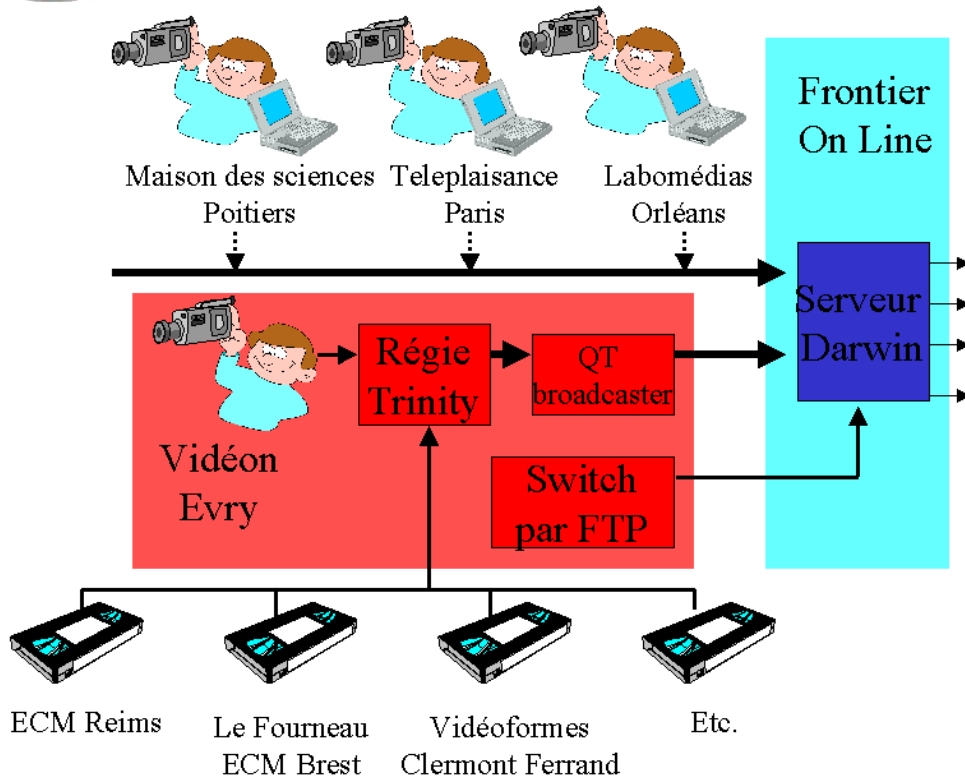 Maison des sciences
Poitiers
Teleplaisance
Paris
Labomédias
Orléans
Frontier
On Line
Serveur
Darwin
Régie
Trinity
QT
broadcaster
Vidéon
Evry
Switch
par FTP
ECM Reims
Le Fourneau
ECM Brest
Vidéoformes
Clermont Ferrand
Etc.